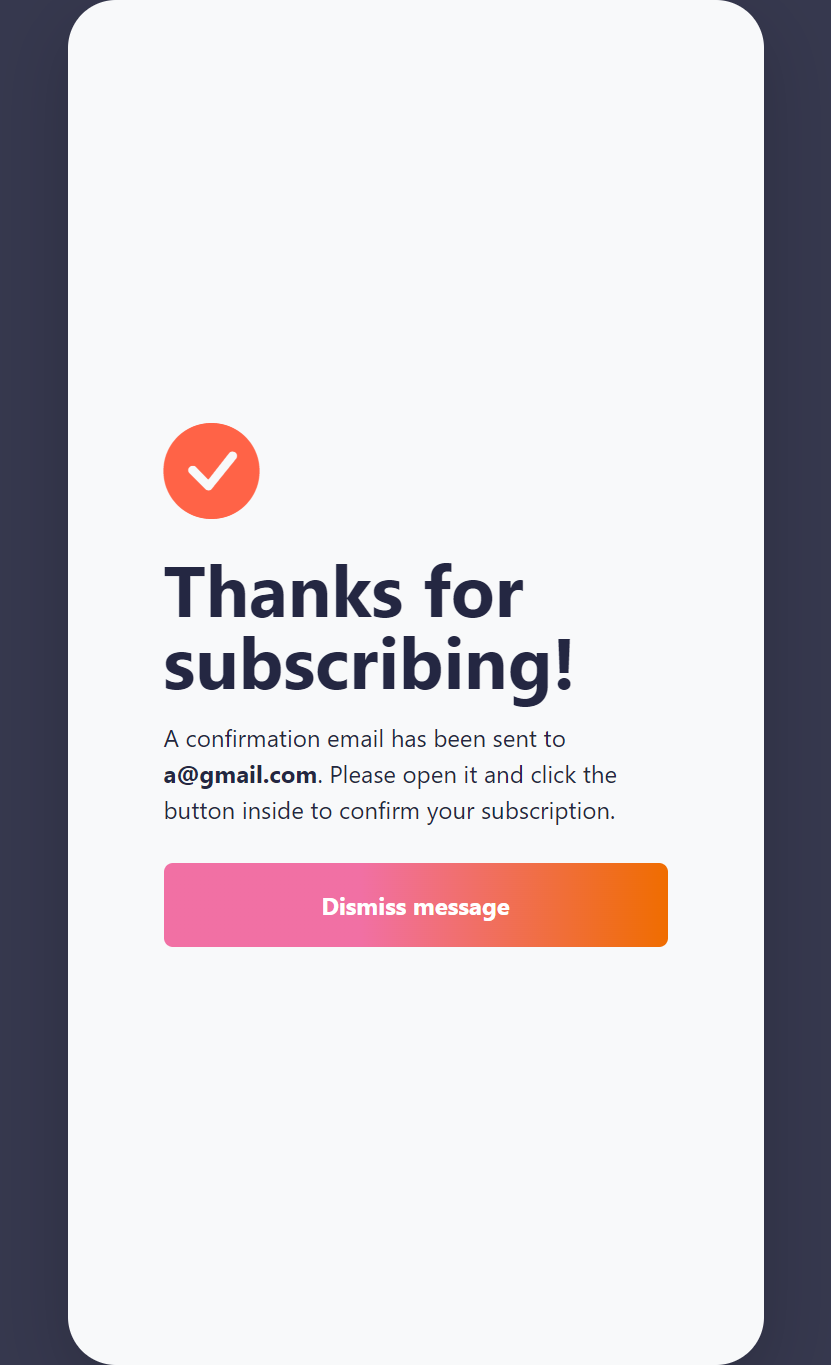 Thanks for
subscribing!
A confirmation email has been sent to
a@gmail.com. Please open it and click the
button inside to confirm your subscription.
Dismiss message